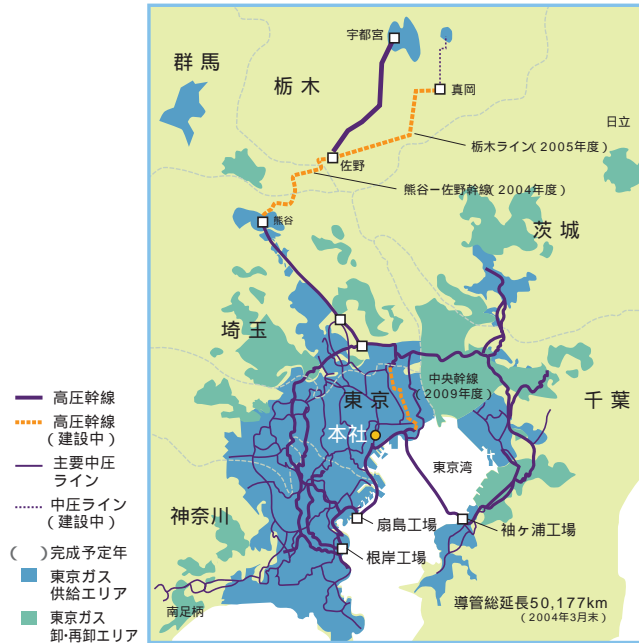 宇都宮
群馬
栃木
真岡
日立
栃木ライン(2005年度)
佐野
熊谷ー佐野幹線(2004年度)
熊谷
茨城
埼玉
中央幹線
(2009年度)
東京
千葉
本社
東京湾
神奈川
扇島工場
袖ヶ浦工場
根岸工場
南足柄
導管総延長50,177km
(2004年3月末)
高圧幹線
高圧幹線
(建設中)
主要中圧
ライン
中圧ライン
(建設中)
( )完成予定年
東京ガス
供給エリア
東京ガス
卸・再卸エリア